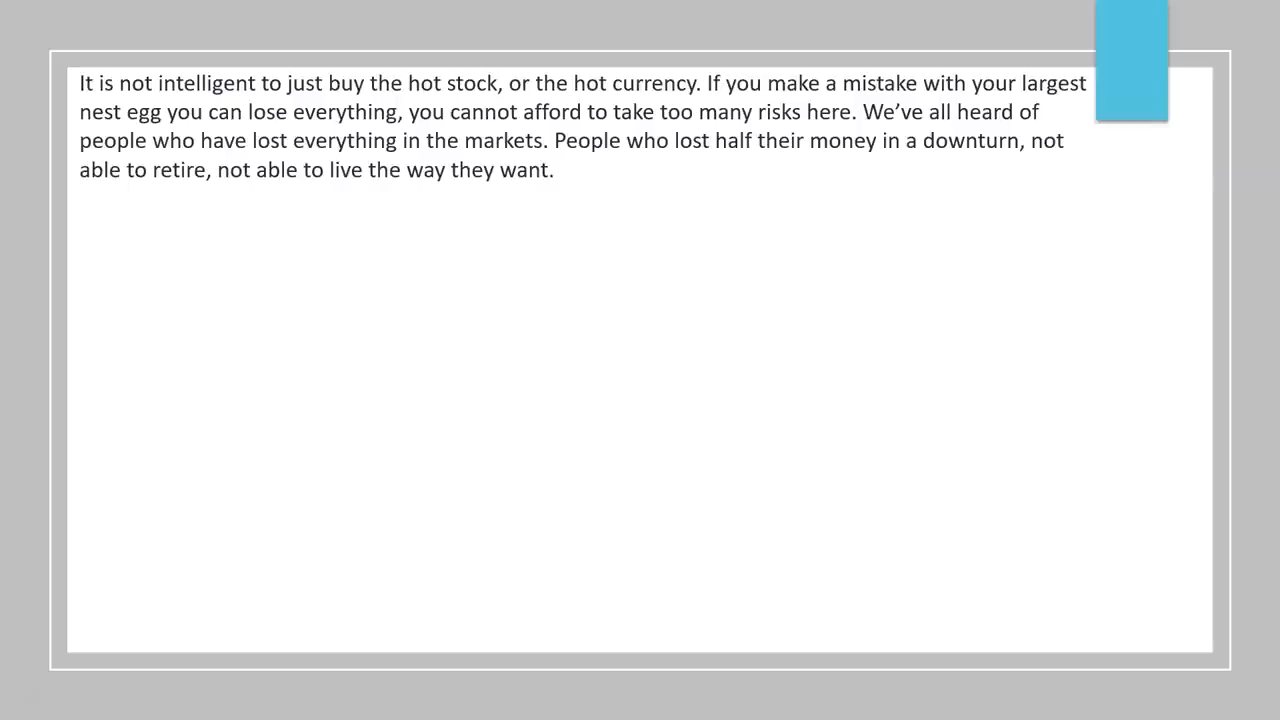 It is not intelligent to just buy the hot stock, or the hot currency. If you make a mistake with your largest
nest egg you can lose everything, you cannot afford to take too many risks here. We’ve all heard of
people who have lost everything in the markets. People who lost half their money in a downturn, not
able to retire, not able to live the way they want.